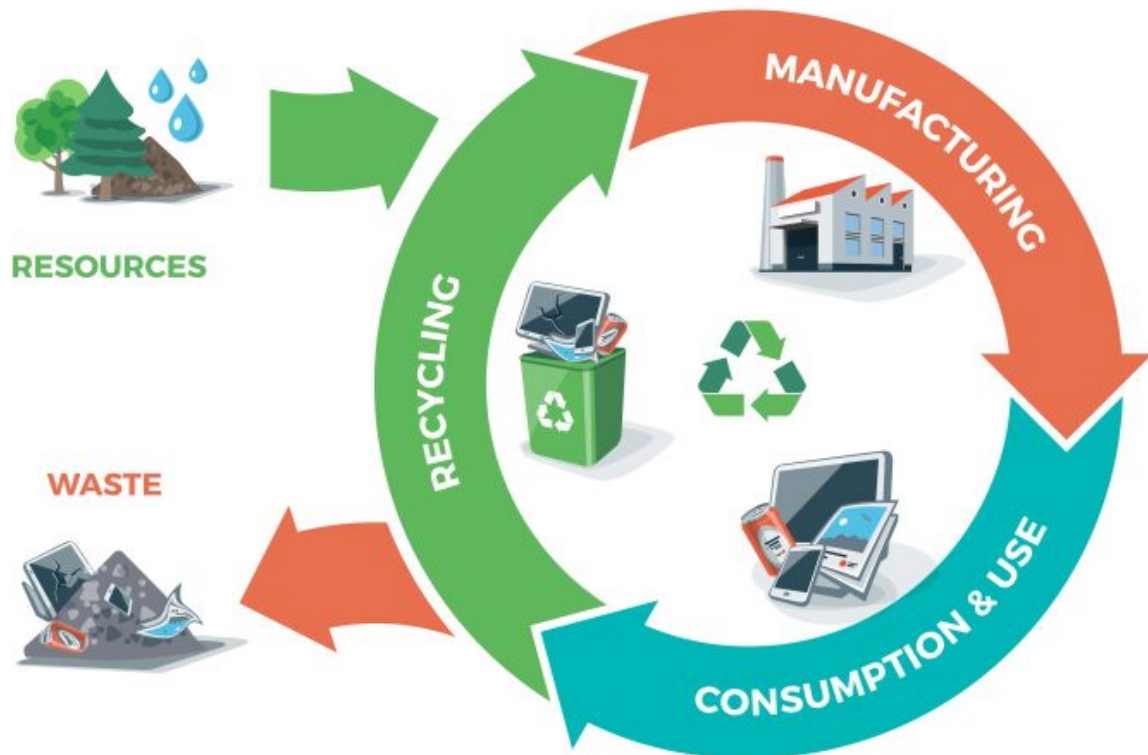 RESOURCES
WASTE
RECYCLING
MANUFACTURING
CONSUMPTION & USE